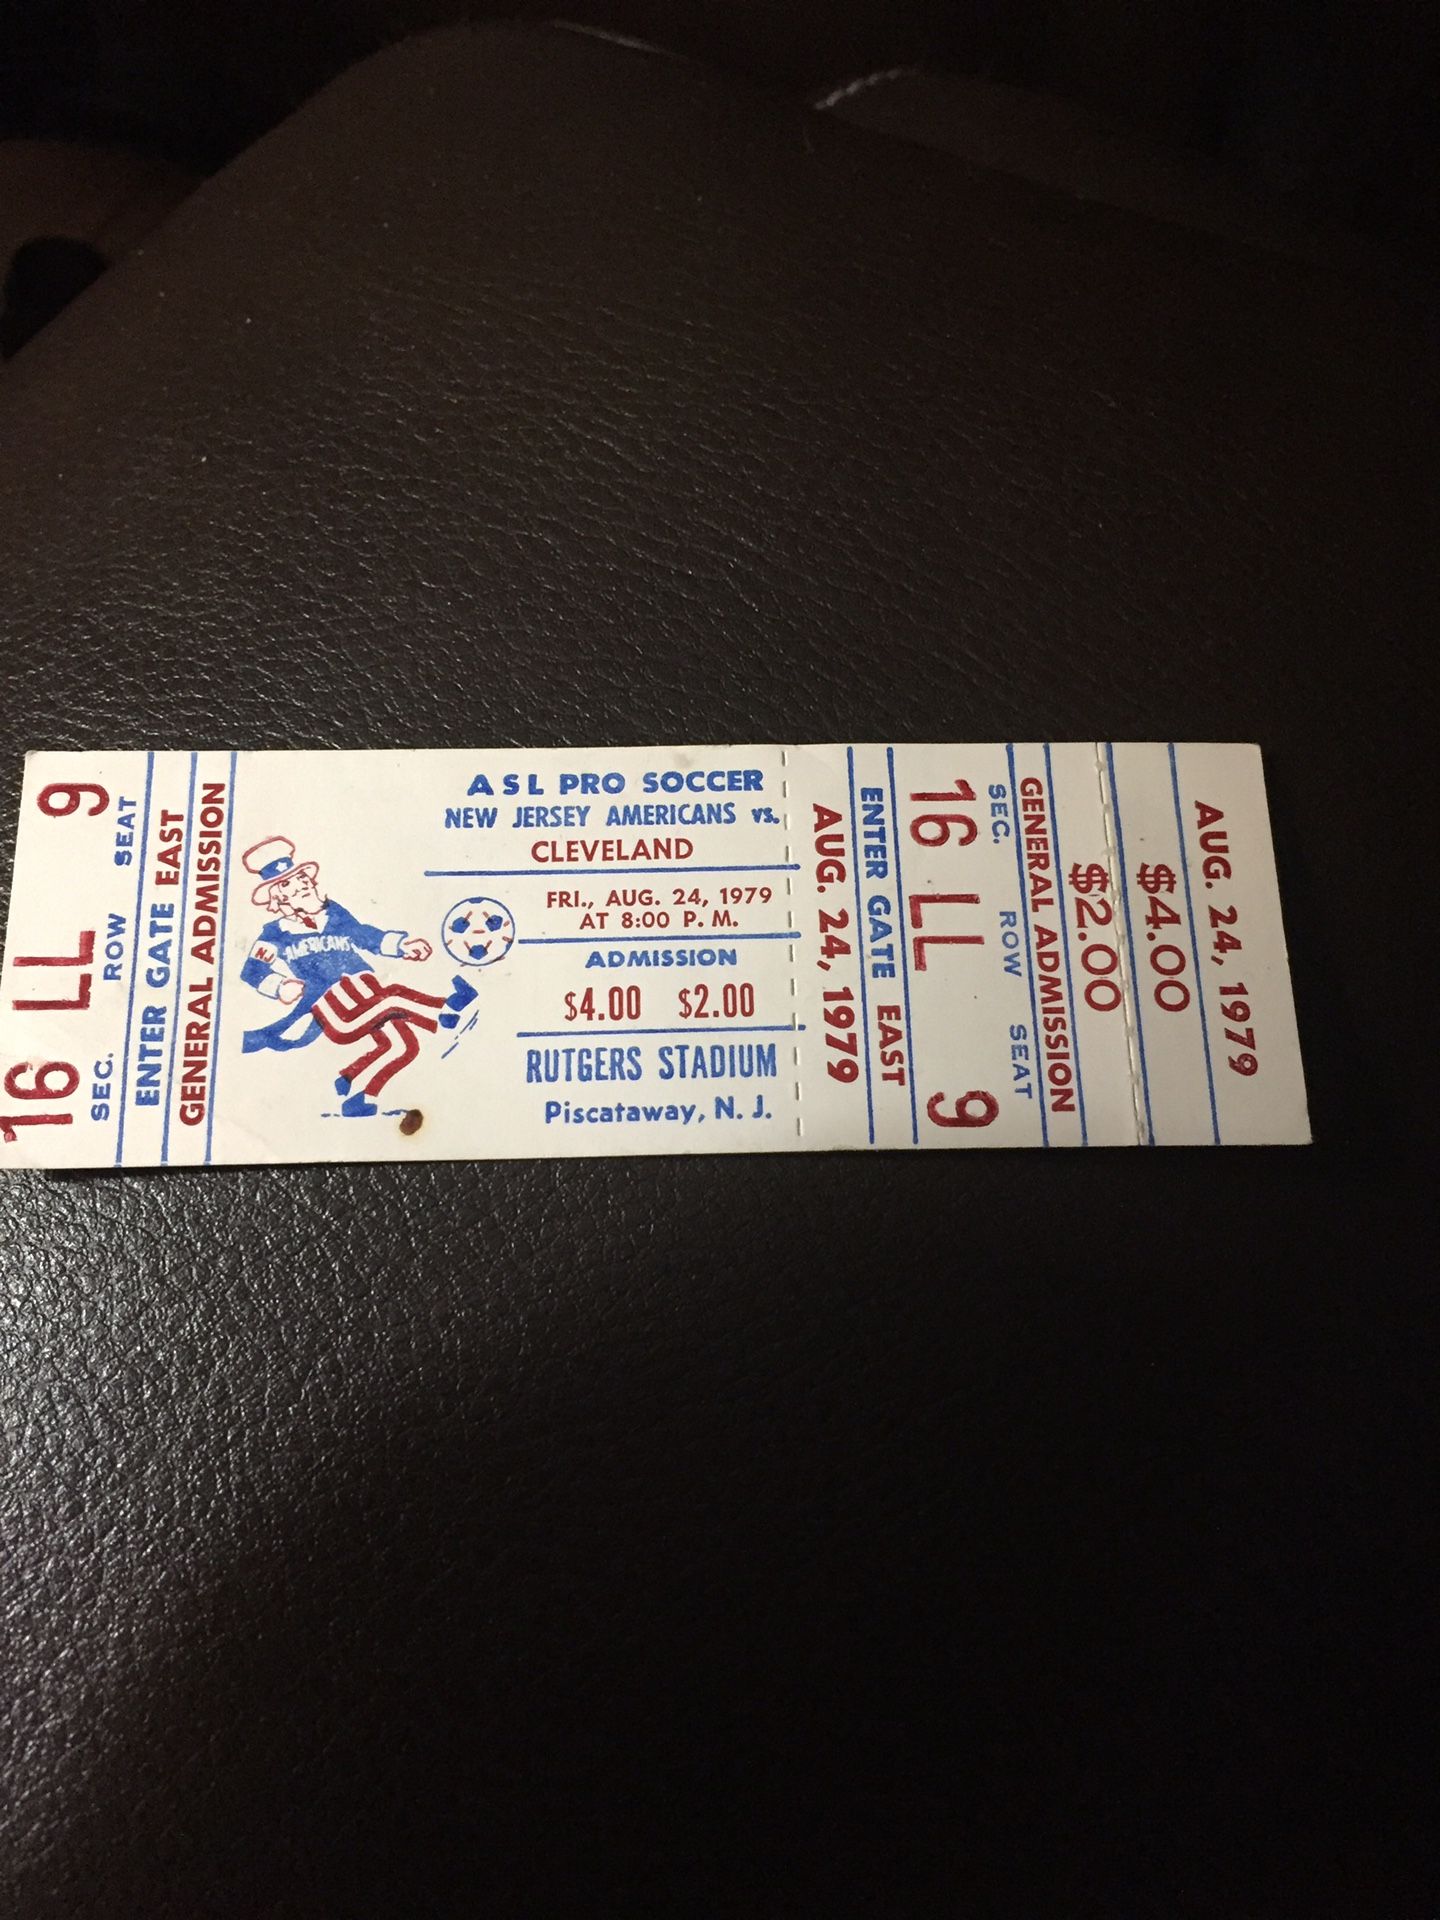 16 LL 9
SEC. ROW SEAT
ENTER GATE EAST
GENERAL ADMISSION
NJ
AMERICANS
ASL PRO SOCCER
NEW JERSEY AMERICANS vs.
CLEVELAND
FRI., AUG. 24, 1979
AT 8:00 P. M.
ADMISSION
$4.00 $2.00
RUTGERS STADIUM
Piscataway, N. J.
AUG. 24, 1979
ENTER GATE EAST
16 LL 9
SEC. ROW SEAT
GENERAL ADMISSION
$2.00
$4.00
AUG. 24, 1979